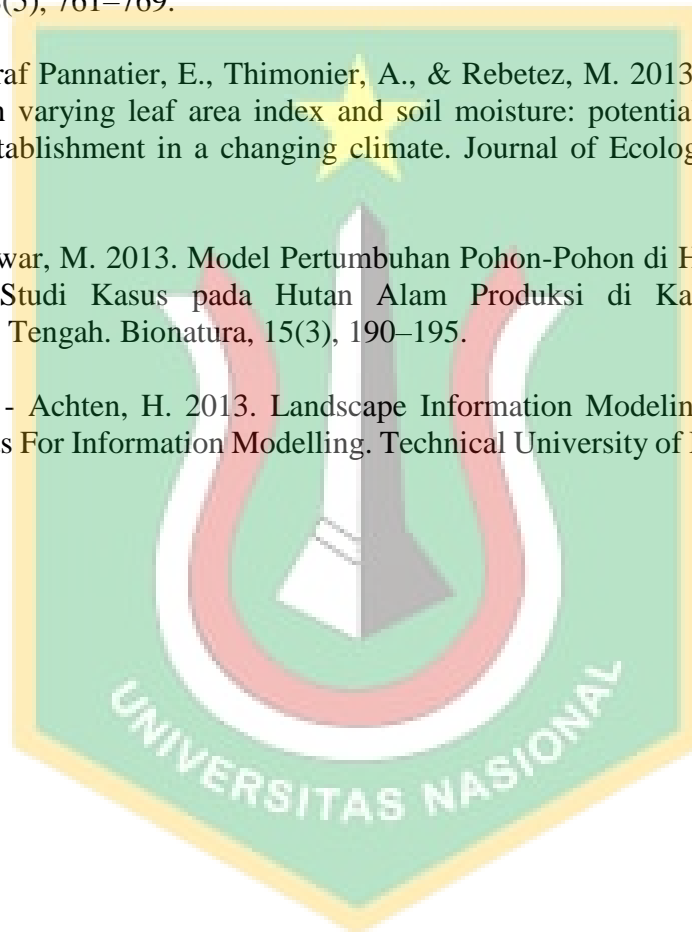 (5), 761–769.
raf Pannatier, E., Thimonier, A., & Rebetez, M. 2013
varying leaf area index and soil moisture: potentia
tablishment in a changing climate. Journal of Ecolog
war, M. 2013. Model Pertumbuhan Pohon-Pohon di H
Studi Kasus pada Hutan Alam Produksi di Ka
Tengah. Bionatura, 15(3), 190–195.
- Achten, H. 2013. Landscape Information Modelin
s For Information Modelling. Technical University of
UNIVERSITAS NASIONAL